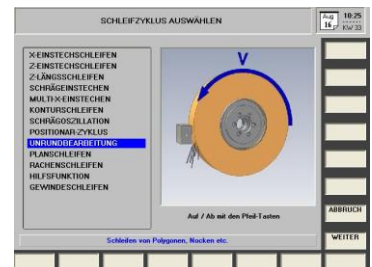 SCHLEIFZYKLUS AUSWÄHLEN
Aug 16 10:25
KW 33
X-EINSTECHSCHLEIFEN
Z-EINSTECHSCHLEIFEN
Z-LÄNGSSCHLEIFEN
SCHRÄGEINSTECHEN
MULTI-X-EINSTECHEN
KONTURSCHLEIFEN
SCHRÄGOSZILLATION
POSITIONAR-ZYKLUS
UNRUNDBEARBEITUNG
PLANSCHLEIFEN
RACHENSCHLEIFEN
HILFSFUNKTION
GEWINDESCHLEIFEN
V
Auf / Ab mit den Pfeil-Tasten
ABBRUCH
Schleifen von Polygonen, Nocken etc.
WEITER